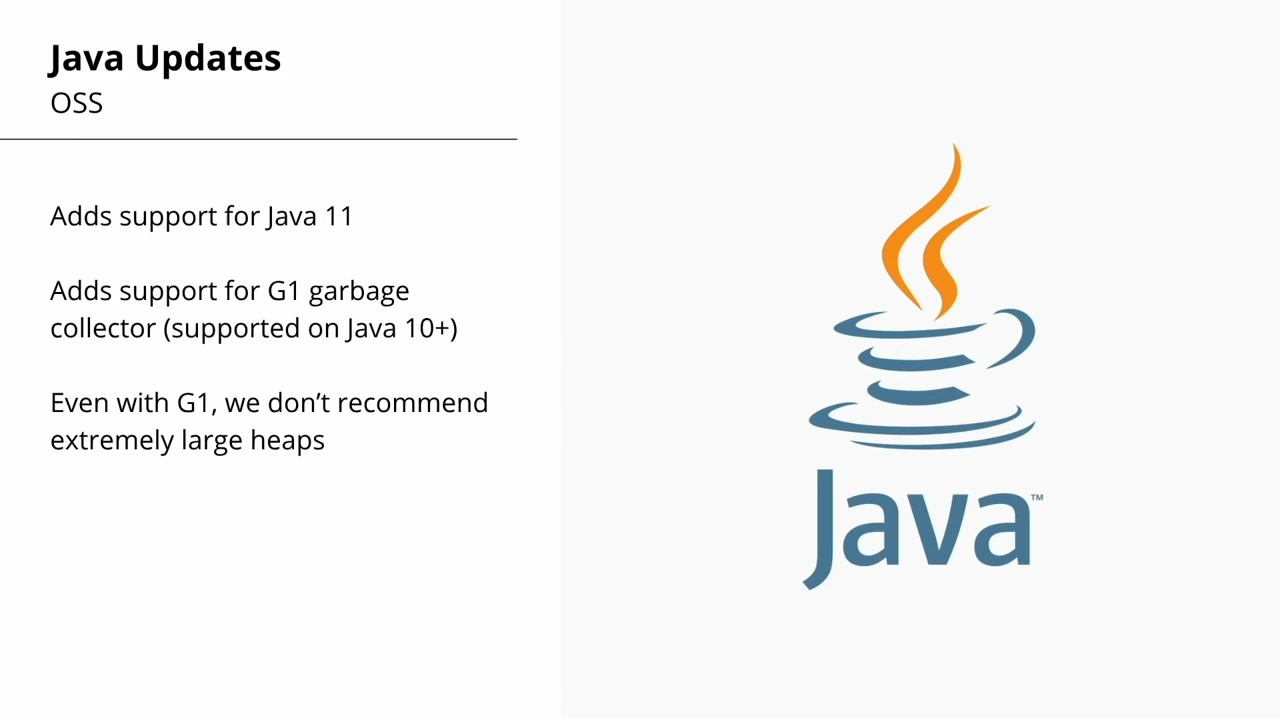 Java Updates
OSS
Adds support for Java 11
Adds support for G1 garbage
collector (supported on Java 10+)
Even with G1, we don’t recommend
extremely large heaps
Java™